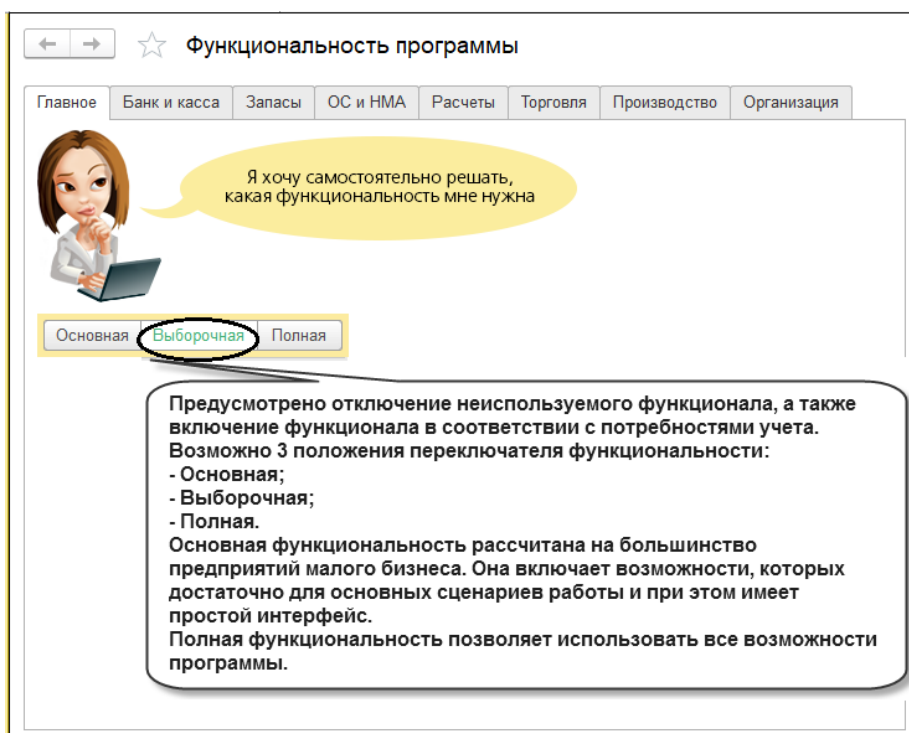 Функциональность программы
Главное
Банк и касса
Запасы
ОС и НМА
Расчеты
Торговля
Производство
Организация
Я хочу самостоятельно решать,
какая функциональность мне нужна
Основная
Выборочная
Полная
Предусмотрено отключение неиспользуемого функционала, а также
включение функционала в соответствии с потребностями учета.
Возможно 3 положения переключателя функциональности:
- Основная;
- Выборочная;
- Полная.
Основная функциональность рассчитана на большинство
предприятий малого бизнеса. Она включает возможности, которых
достаточно для основных сценариев работы и при этом имеет
простой интерфейс.
Полная функциональность позволяет использовать все возможности
программы.